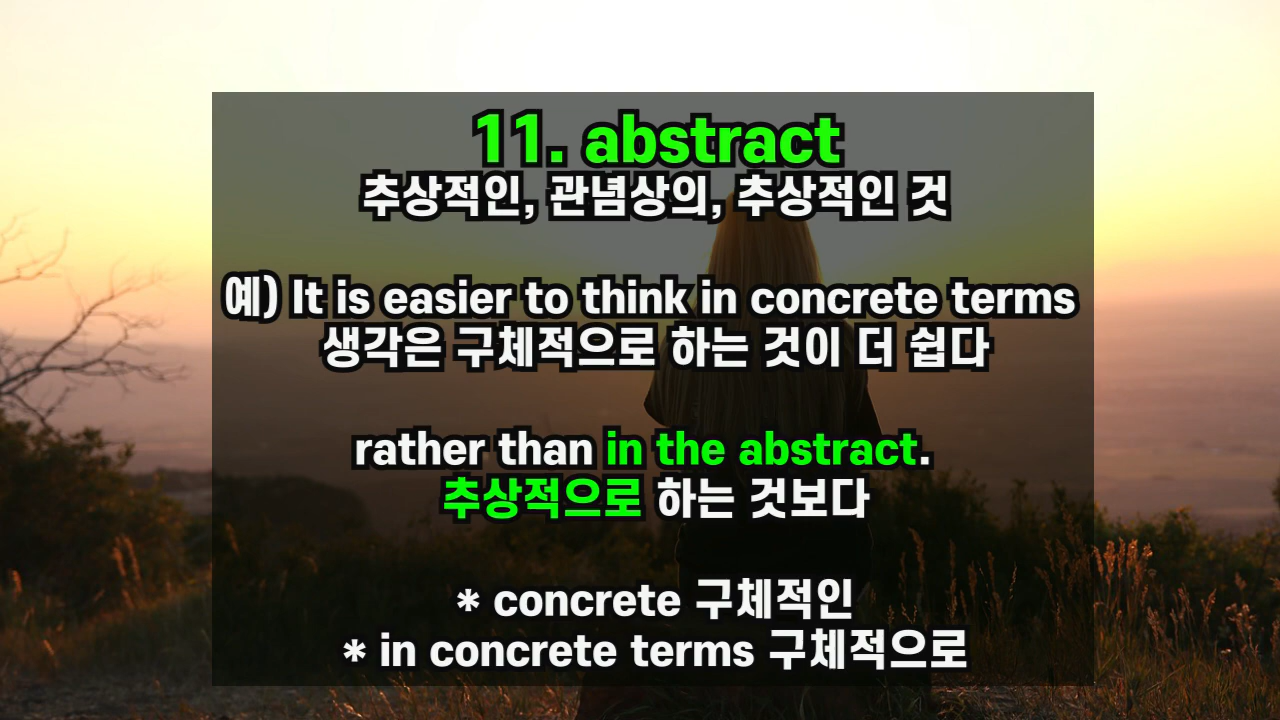 11. abstract
추상적인, 관념상의, 추상적인 것
예) It is easier to think in concrete terms
생각은 구체적으로 하는 것이 더 쉽다
rather than in the abstract.
추상적으로 하는 것보다
* concrete 구체적인
* in concrete terms 구체적으로